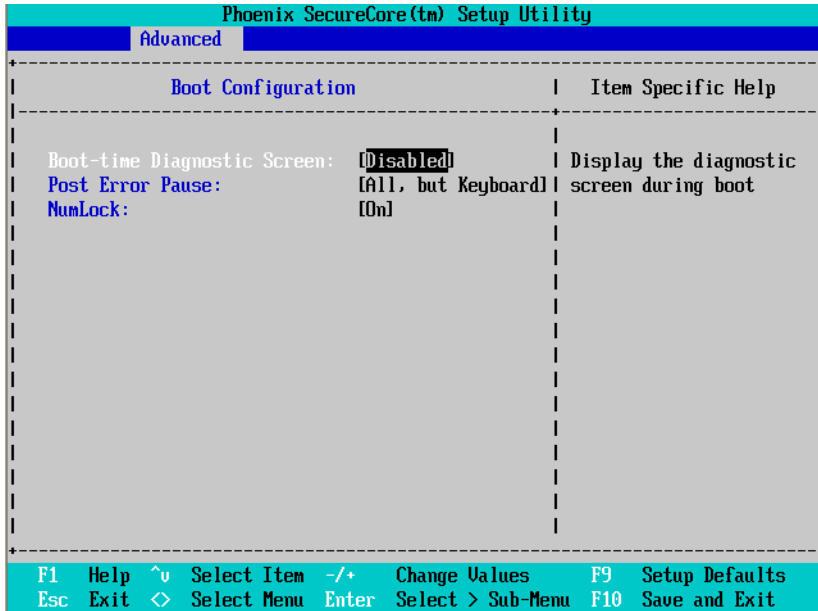 Phoenix SecureCore(tm) Setup Utility
Advanced
Boot Configuration
Item Specific Help
Boot-time Diagnostic Screen: [Disabled]
Display the diagnostic
Post Error Pause: [All, but Keyboard]
screen during boot
NumLock: [On]
F1 Help ^v Select Item -/+ Change Values F9 Setup Defaults
Esc Exit <> Select Menu Enter Select > Sub-Menu F10 Save and Exit